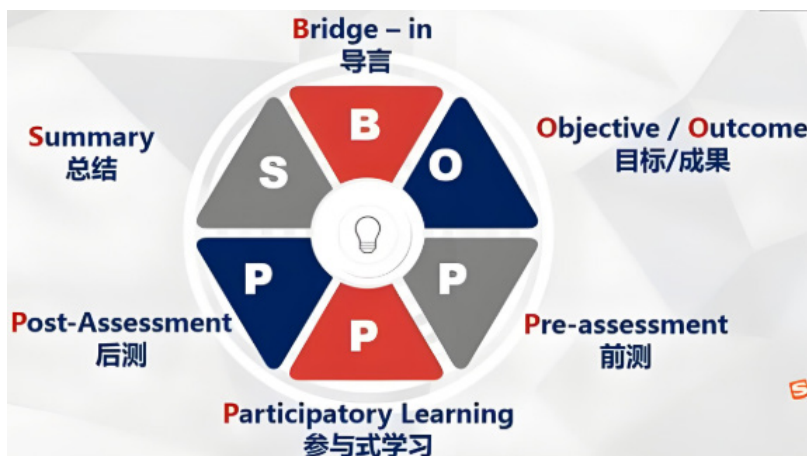 Bridge – in
导言
B
Objective / Outcome
目标/成果
O
Pre-assessment
前测
P
Participatory Learning
参与式学习
P
Post-Assessment
后测
P
Summary
总结
S
S